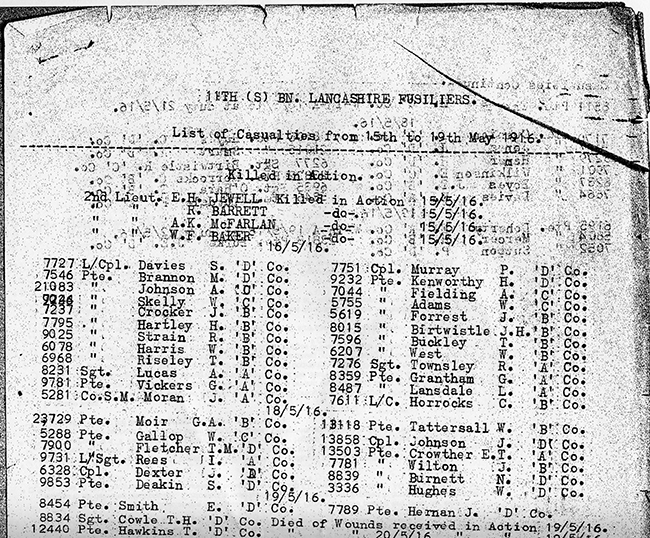 11TH (S) BN. LANCASHIRE FUSILIERS.
List of Casualties from 15th to 19th May 1916.
Killed in Action.
2nd Lieut. E.H. JEWELL Killed in Action 15/5/16.
R. BARRETT -do- 15/5/16.
A.K. McFARLAN -do- 15/5/16.
W.F. BAKER -do- 15/5/16.
16/5/16.
7727 L/Cpl. Davies S. 'D' Co. 7751 Cpl. Murray P. 'D' Co.
7546 Pte. Brannon M. 'D' Co. 9232 Pte. Kenworthy H. 'D' Co.
21083 " Johnson A. Co. 7044 " Fielding A. 'C' Co.
" Skelly W. 'C' Co. 5755 " Adams W. 'C' Co.
7237 " Crocker J. 'B' Co. 5619 " Forrest J. 'B' Co.
7795 " Hartley H. 'B' Co. 8015 " Birtwistle J.H. 'B' Co.
9025 " Strain R. 'B' Co. 7596 " Buckley T. 'B' Co.
6078 " Harris W. 'B' Co. 6207 " West W. 'B' Co.
6968 " Riseley T. 'B' Co. 7276 Sgt. Townsley R. 'A' Co.
8231 Sgt. Lucas A. 'A' Co. 8359 Pte. Grantham G. 'A' Co.
9781 Pte. Vickers G. 'A' Co. 8487 " Lansdale L. 'A' Co.
5281 Co.S.M. Moran J. 'A' Co. 7611 L/C. Horrocks C. 'B' Co.
18/5/16.
23729 Pte. Moir G.A. 'B' Co. 13118 Pte. Tattersall W. 'B' Co.
5288 Pte. Gallop W. 'C' Co. 13858 Cpl. Johnson J. 'D' Co.
7900 " Fletcher T.M. 'D' Co. 13503 Pte. Crowther E.T. 'A' Co.
9731 L/Sgt. Rees I. 'A' Co. 7781 " Wilton J. 'B' Co.
6328 Cpl. Dexter J. 'B' Co. 8839 " Burnett N. 'D' Co.
9853 Pte. Deakin S. 'D' Co. 3336 " Hughes W. 'D' Co.
19/5/16.
8454 Pte. Smith E. 'D' Co. 7789 Pte. Hernan J. 'D' Co.
8834 Sgt. Cowle T.H. 'D' Co. Died of Wounds received in Action 19/5/16.
12440 Pte. Hawkins T. 'D' Co. " " 20/5/16 " " 19/5/16.